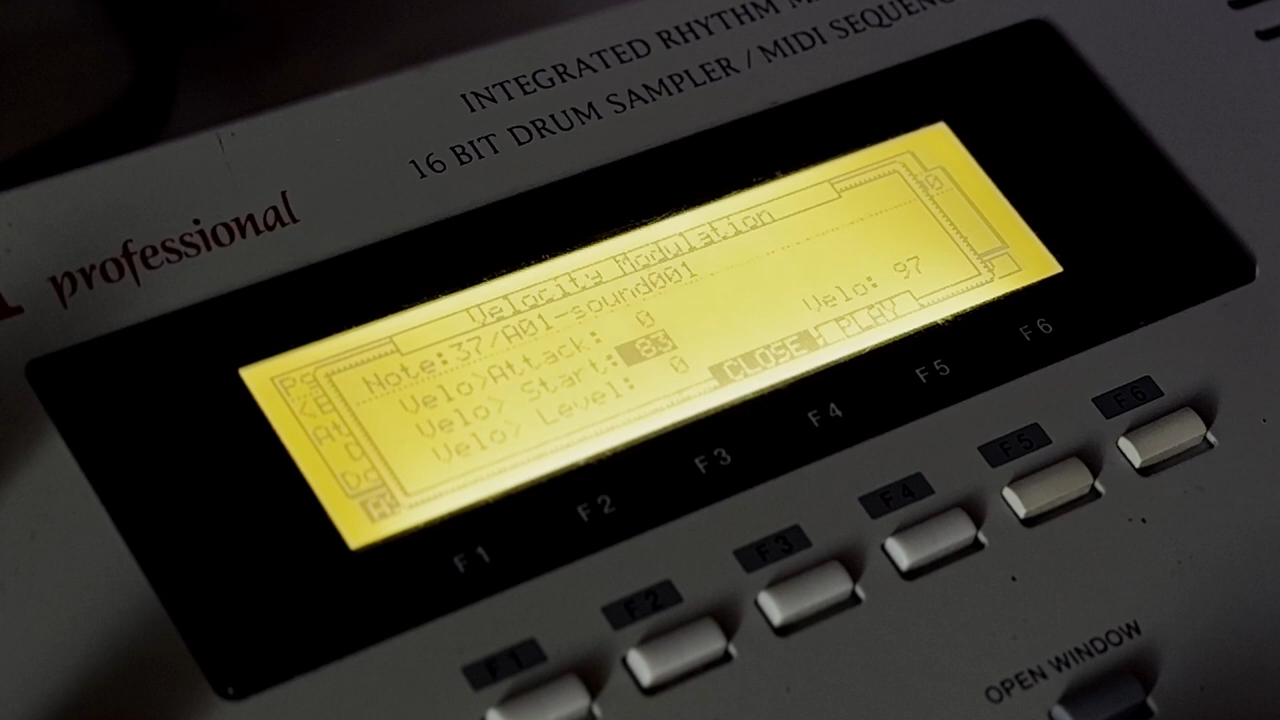 INTEGRATED RHYTHM
16 BIT DRUM SAMPLER / MIDI SEQUENC
professional
Velocity Modulation
Note:37/A01-sound001
Velo>Attack: 0
Velo> Start: 83 Velo: 97
Velo> Level: 0
CLOSE PLAY
F1 F2 F3 F4 F5 F6
F1 F2 F3 F4 F5 F6
OPEN WINDOW